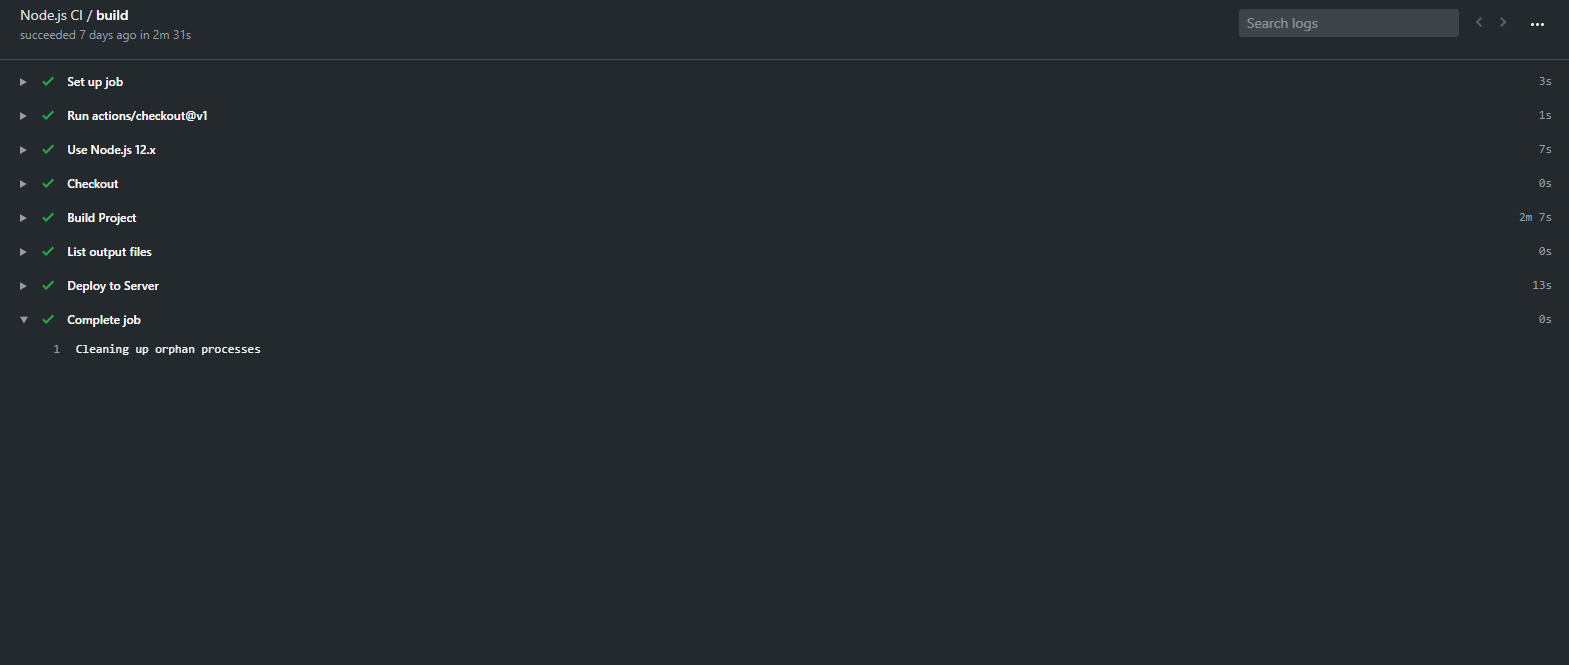 Node.js CI / build
succeeded 7 days ago in 2m 31s
Search logs
Set up job 3s
Run actions/checkout@v1 1s
Use Node.js 12.x 7s
Checkout 0s
Build Project 2m 7s
List output files 0s
Deploy to Server 13s
Complete job 0s
1 Cleaning up orphan processes